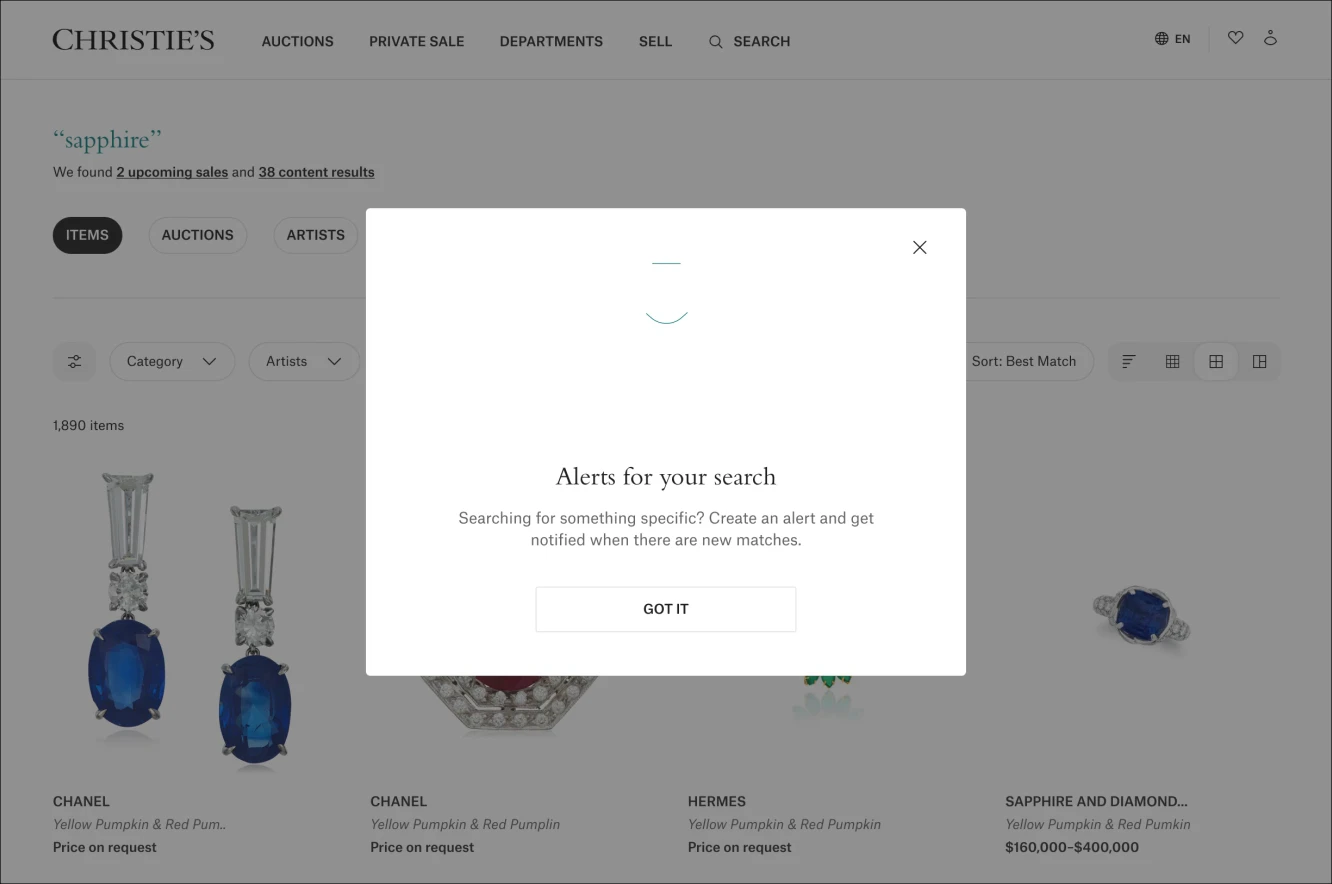 CHRISTIE'S AUCTIONS PRIVATE SALE DEPARTMENTS SELL SEARCH EN
“sapphire”
We found 2 upcoming sales and 38 content results
ITEMS AUCTIONS ARTISTS
Category Artists Sort: Best Match
1,890 items
Alerts for your search
Searching for something specific? Create an alert and get
notified when there are new matches.
GOT IT
CHANEL
Yellow Pumpkin & Red Pum..
Price on request
CHANEL
Yellow Pumpkin & Red Pumplin
Price on request
HERMES
Yellow Pumpkin & Red Pumpkin
Price on request
SAPPHIRE AND DIAMOND...
Yellow Pumpkin & Red Pumkin
$160,000–$400,000